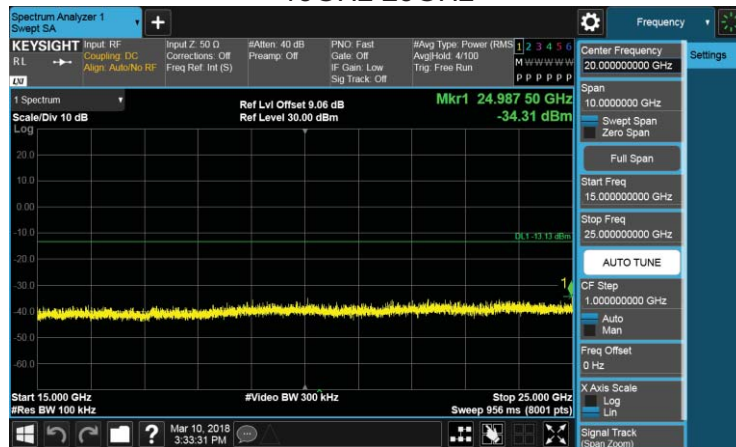 Spectrum Analyzer 1
Swept SA
Frequency
KEYSIGHT
RL
LXI
Input: RF
Coupling: DC
Align: Auto/No RF
Input Z: 50 Ω
Corrections: Off
Freq Ref: Int (S)
#Atten: 40 dB
Preamp: Off
PNO: Fast
Gate: Off
IF Gain: Low
Sig Track: Off
#Avg Type: Power (RMS
Avg|Hold: 4/100
Trig: Free Run
1 2 3 4 5 6
M W W W W W
P P P P P P
Center Frequency
20.000000000 GHz
Settings
Span
10.0000000 GHz
Swept Span
Zero Span
Full Span
Start Freq
15.000000000 GHz
Stop Freq
25.000000000 GHz
AUTO TUNE
CF Step
1.000000000 GHz
Auto
Man
Freq Offset
0 Hz
X Axis Scale
Log
Lin
Signal Track
(Span Zoom)
1 Spectrum
Scale/Div 10 dB
Log
Ref Lvl Offset 9.06 dB
Ref Level 30.00 dBm
Mkr1 24.987 50 GHz
-34.31 dBm
20.0
10.0
0.00
-10.0
-20.0
-30.0
-40.0
-50.0
-60.0
DL1 -13.13 dBm
1
Start 15.000 GHz
#Res BW 100 kHz
#Video BW 300 kHz
Stop 25.000 GHz
Sweep 956 ms (8001 pts)
?
Mar 10, 2018
3:33:31 PM